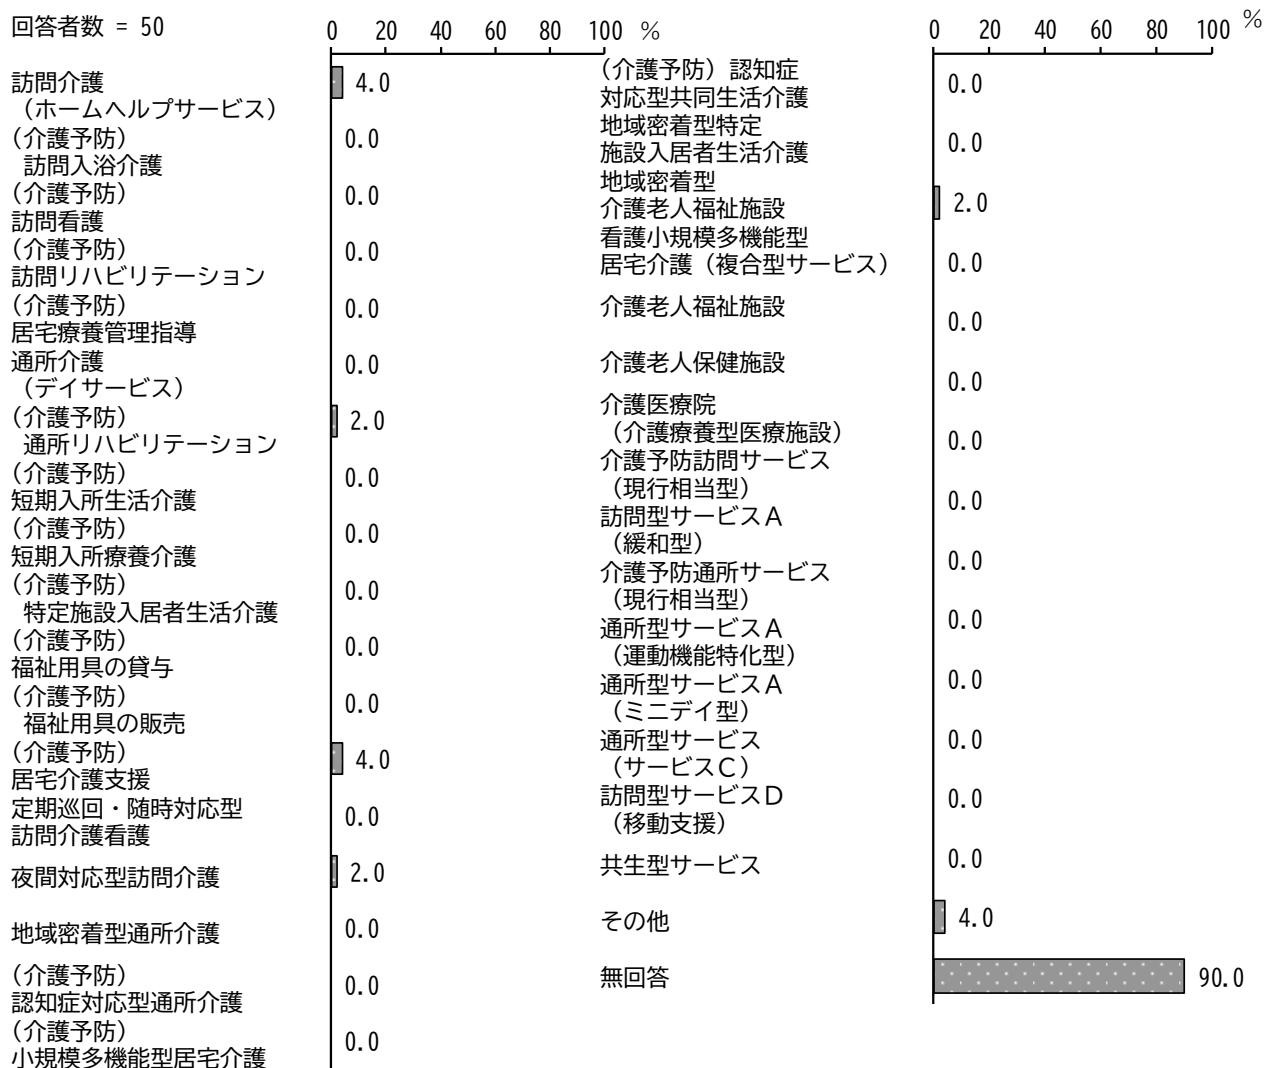 回答者数 = 50
0 20 40 60 80 100 %
訪問介護
（ホームヘルプサービス）
4.0
（介護予防）
訪問入浴介護
0.0
（介護予防）
訪問看護
0.0
（介護予防）
訪問リハビリテーション
0.0
（介護予防）
居宅療養管理指導
0.0
通所介護
（デイサービス）
0.0
（介護予防）
通所リハビリテーション
2.0
（介護予防）
短期入所生活介護
0.0
（介護予防）
短期入所療養介護
0.0
（介護予防）
特定施設入居者生活介護
0.0
（介護予防）
福祉用具の貸与
0.0
（介護予防）
福祉用具の販売
0.0
（介護予防）
居宅介護支援
4.0
定期巡回・随時対応型
訪問介護看護
0.0
夜間対応型訪問介護
2.0
地域密着型通所介護
0.0
（介護予防）
認知症対応型通所介護
0.0
（介護予防）
小規模多機能型居宅介護
0.0
0 20 40 60 80 100 %
（介護予防）認知症
対応型共同生活介護
0.0
地域密着型特定
施設入居者生活介護
0.0
地域密着型
介護老人福祉施設
2.0
看護小規模多機能型
居宅介護（複合型サービス）
0.0
介護老人福祉施設
0.0
介護老人保健施設
0.0
介護医療院
（介護療養型医療施設）
0.0
介護予防訪問サービス
（現行相当型）
0.0
訪問型サービスＡ
（緩和型）
0.0
介護予防通所サービス
（現行相当型）
0.0
通所型サービスＡ
（運動機能特化型）
0.0
通所型サービスＡ
（ミニデイ型）
0.0
通所型サービス
（サービスＣ）
0.0
訪問型サービスＤ
（移動支援）
0.0
共生型サービス
0.0
その他
4.0
無回答
90.0